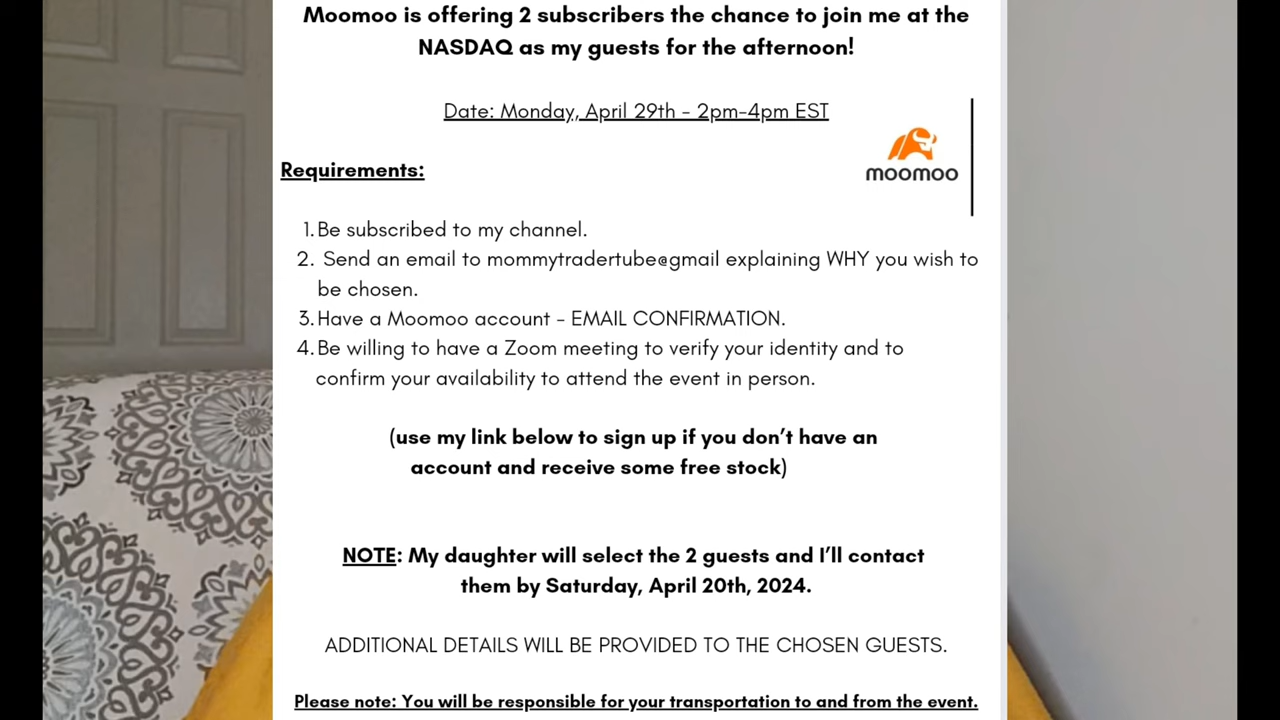 Moomoo is offering 2 subscribers the chance to join me at the
NASDAQ as my guests for the afternoon!
Date: Monday, April 29th - 2pm-4pm EST
moomoo
Requirements:
1. Be subscribed to my channel.
2. Send an email to mommytradertube@gmail explaining WHY you wish to
be chosen.
3. Have a Moomoo account - EMAIL CONFIRMATION.
4. Be willing to have a Zoom meeting to verify your identity and to
confirm your availability to attend the event in person.
(use my link below to sign up if you don't have an
account and receive some free stock)
NOTE: My daughter will select the 2 guests and I'll contact
them by Saturday, April 20th, 2024.
ADDITIONAL DETAILS WILL BE PROVIDED TO THE CHOSEN GUESTS.
Please note: You will be responsible for your transportation to and from the event.